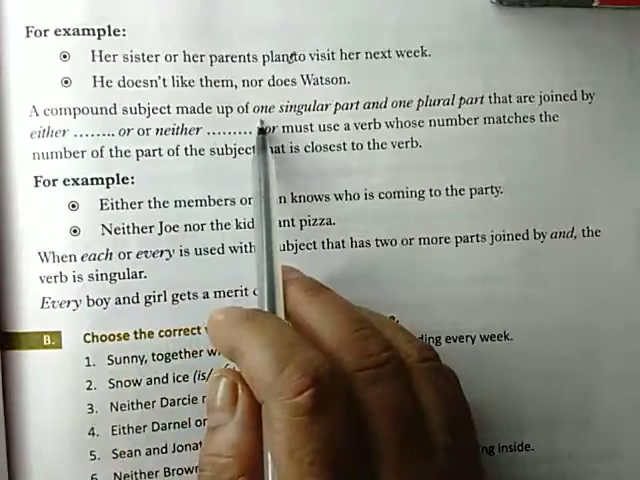 For example:
Her sister or her parents plan to visit her next week.
He doesn't like them, nor does Watson.
A compound subject made up of one singular part and one plural part that are joined by
either ........ or or neither ......... or must use a verb whose number matches the
number of the part of the subject hat is closest to the verb.
For example:
Either the members or n knows who is coming to the party.
Neither Joe nor the kid ant pizza.
When each or every is used with ubject that has two or more parts joined by and, the
verb is singular.
Every boy and girl gets a merit
B. Choose the correct
1. Sunny, together w ding every week.
2. Snow and ice (is/
3. Neither Darcie
4. Either Darnel or
5. Sean and Jonat ng inside.
6. Neither Brown